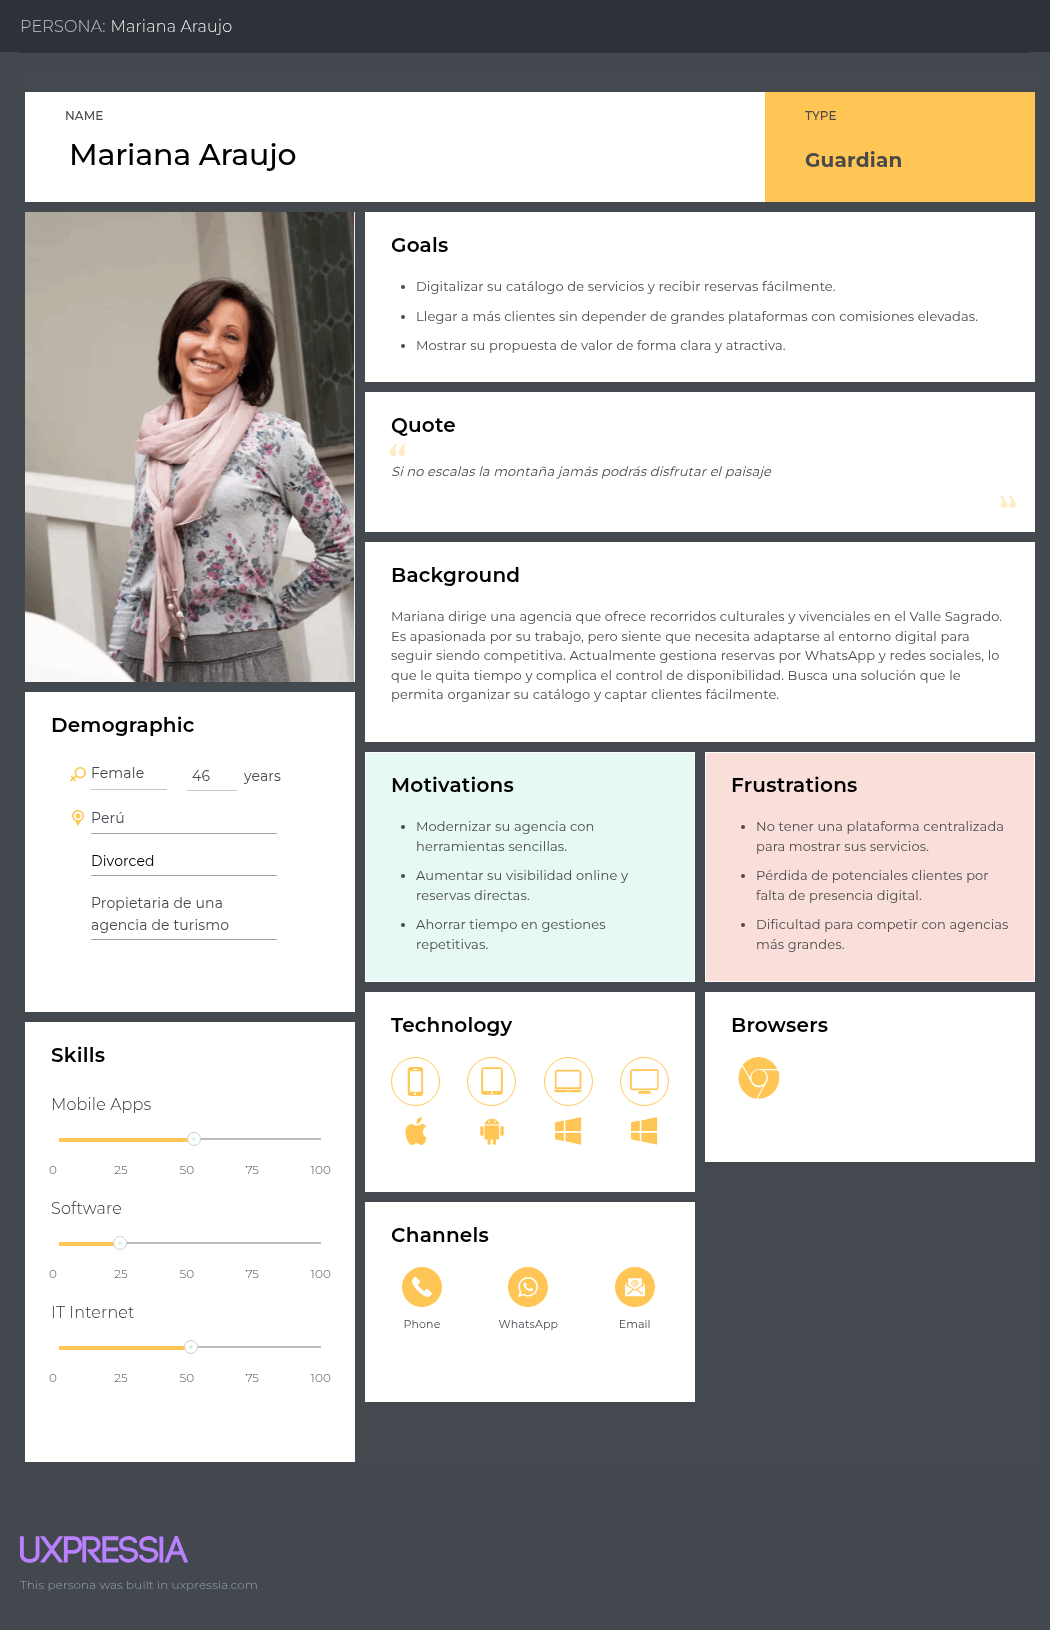 PERSONA: Mariana Araujo
NAME
Mariana Araujo
TYPE
Guardian
Goals
• Digitalizar su catálogo de servicios y recibir reservas fácilmente.
• Llegar a más clientes sin depender de grandes plataformas con comisiones elevadas.
• Mostrar su propuesta de valor de forma clara y atractiva.
Quote
“
Si no escalas la montaña jamás podrás disfrutar el paisaje
”
Background
Mariana dirige una agencia que ofrece recorridos culturales y vivenciales en el Valle Sagrado.
Es apasionada por su trabajo, pero siente que necesita adaptarse al entorno digital para
seguir siendo competitiva. Actualmente gestiona reservas por WhatsApp y redes sociales, lo
que le quita tiempo y complica el control de disponibilidad. Busca una solución que le
permita organizar su catálogo y captar clientes fácilmente.
Demographic
Female 46 years
Perú
Divorced
Propietaria de una
agencia de turismo
Motivations
• Modernizar su agencia con
herramientas sencillas.
• Aumentar su visibilidad online y
reservas directas.
• Ahorrar tiempo en gestiones
repetitivas.
Frustrations
• No tener una plataforma centralizada
para mostrar sus servicios.
• Pérdida de potenciales clientes por
falta de presencia digital.
• Dificultad para competir con agencias
más grandes.
Skills
Mobile Apps
0 25 50 75 100
Software
0 25 50 75 100
IT Internet
0 25 50 75 100
Technology
Browsers
Channels
Phone WhatsApp Email
UXPRESSIA
This persona was built in uxpressia.com